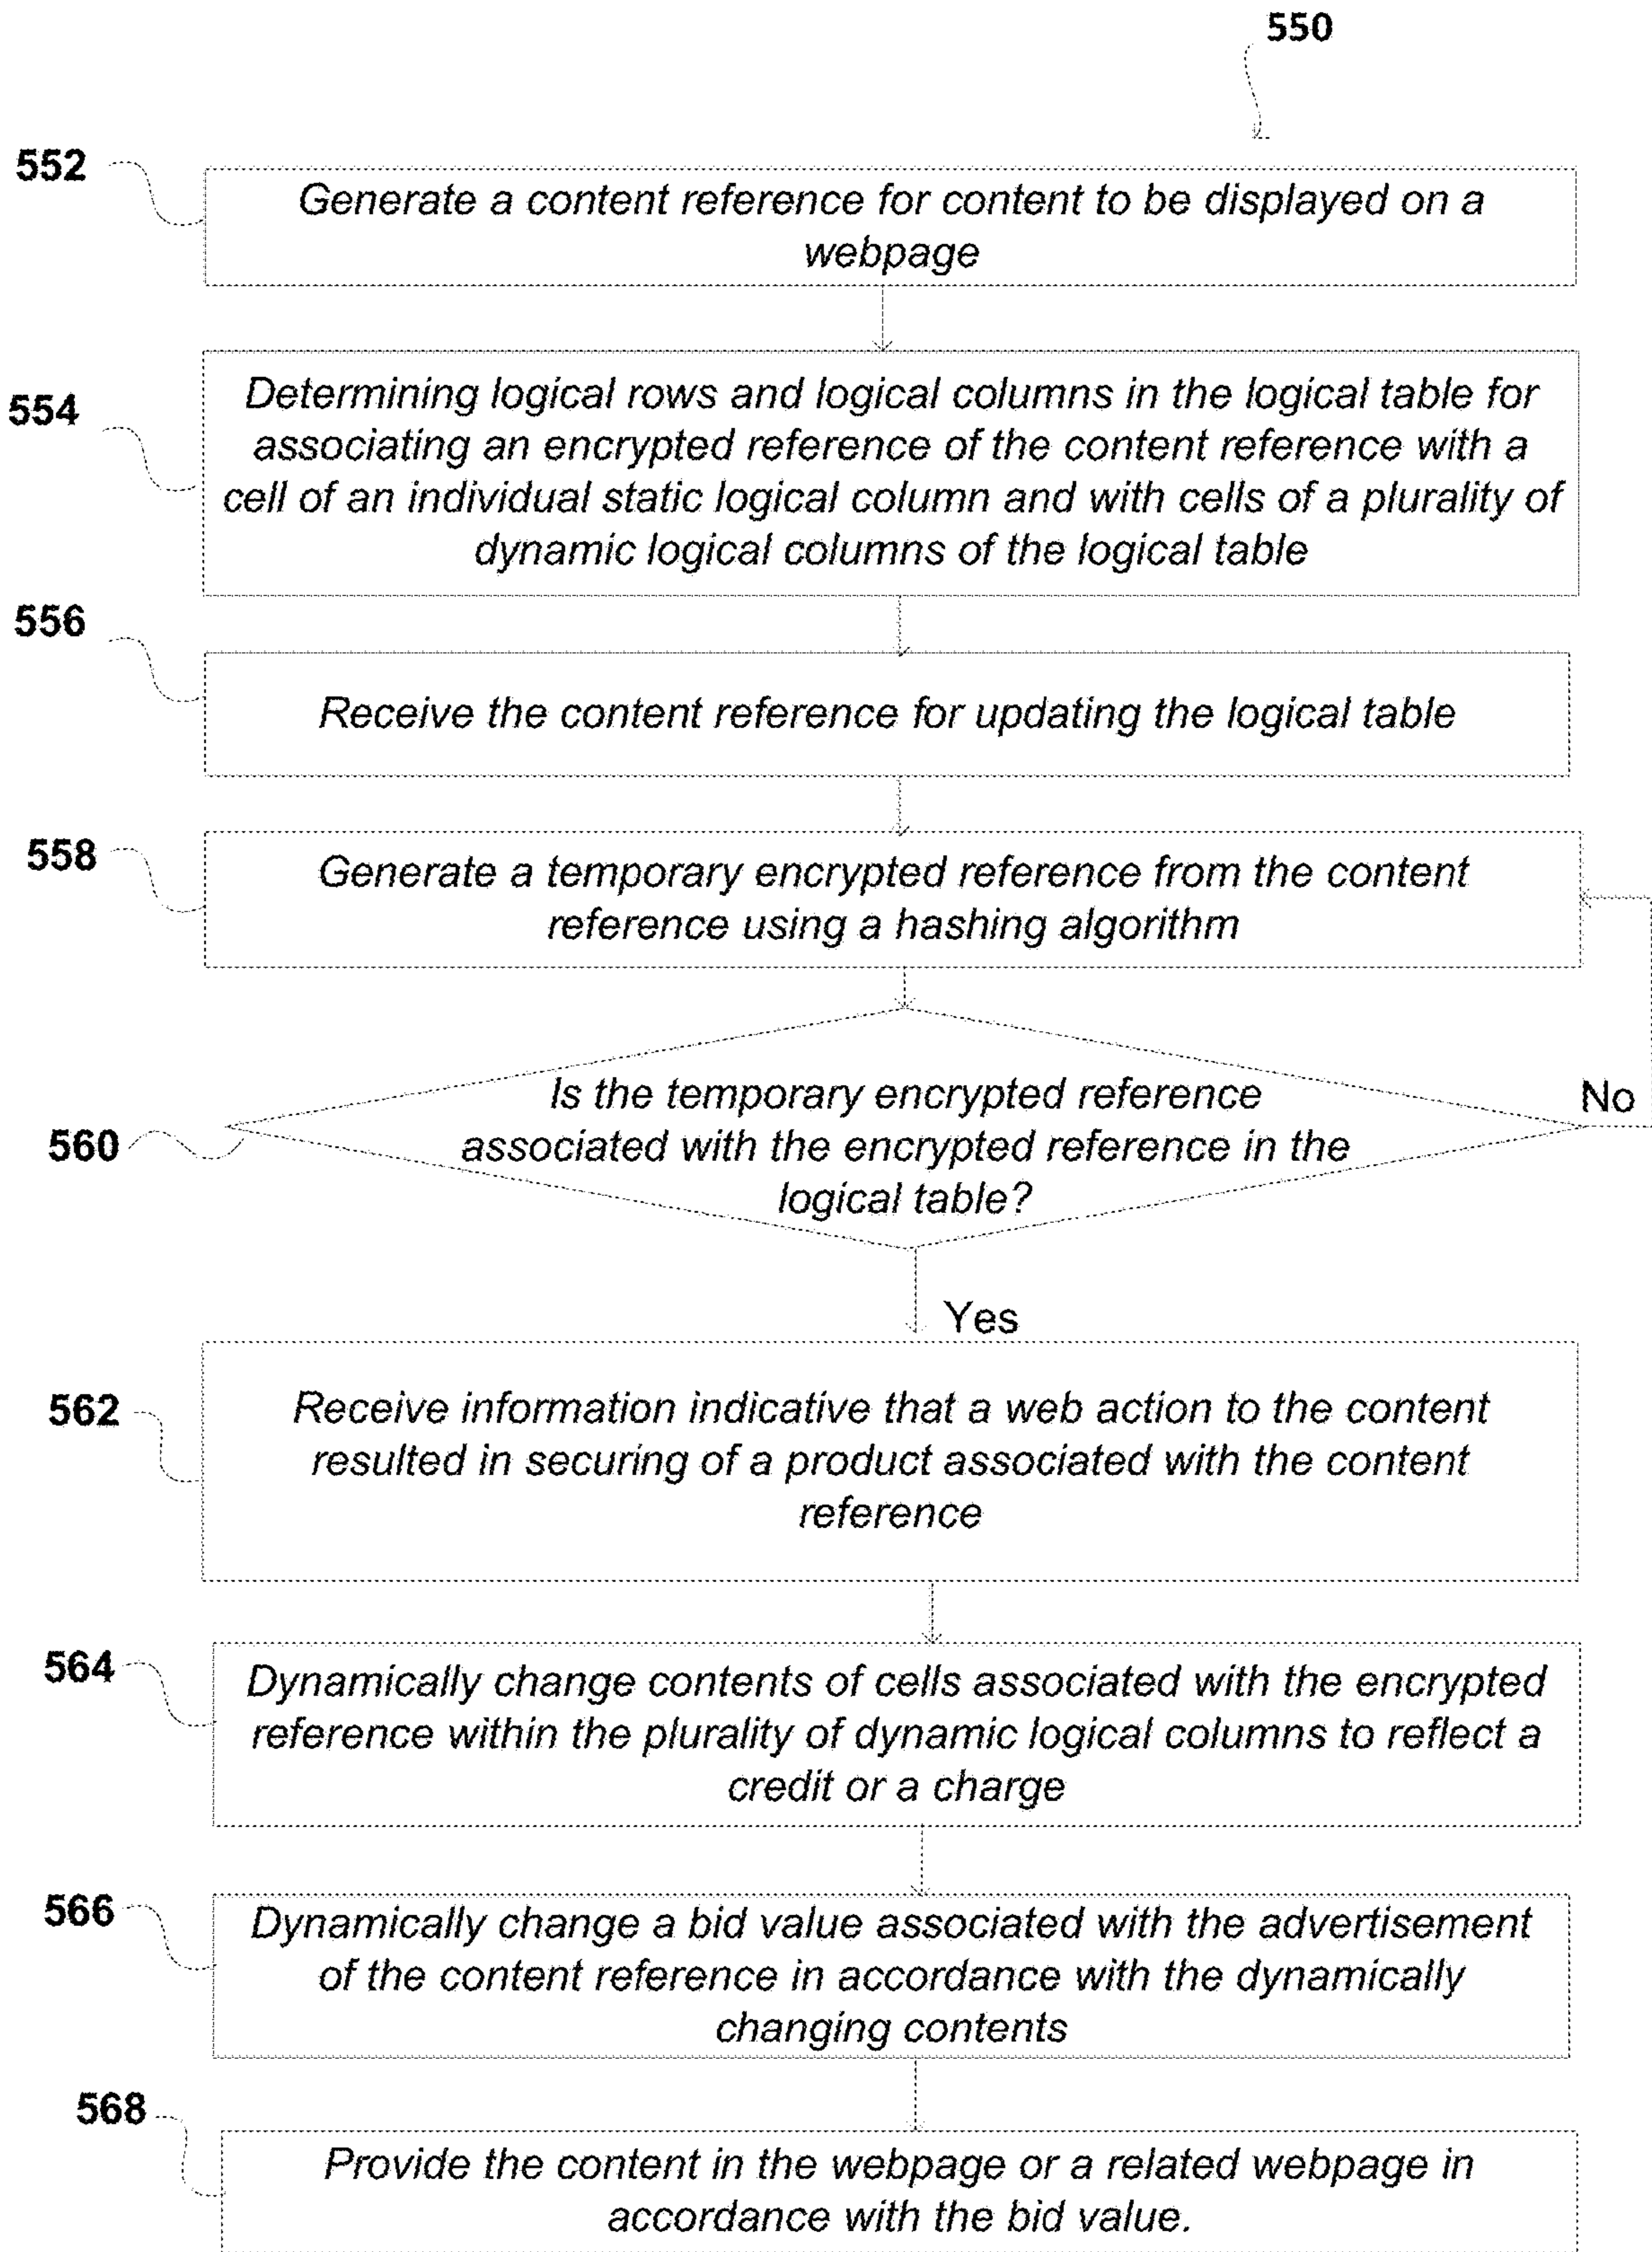 550
552
Generate a content reference for content to be displayed on a
webpage
554
Determining logical rows and logical columns in the logical table for
associating an encrypted reference of the content reference with a
cell of an individual static logical column and with cells of a plurality of
dynamic logical columns of the logical table
556
Receive the content reference for updating the logical table
558
Generate a temporary encrypted reference from the content
reference using a hashing algorithm
560
Is the temporary encrypted reference
associated with the encrypted reference in the
logical table?
No
Yes
562
Receive information indicative that a web action to the content
resulted in securing of a product associated with the content
reference
564
Dynamically change contents of cells associated with the encrypted
reference within the plurality of dynamic logical columns to reflect a
credit or a charge
566
Dynamically change a bid value associated with the advertisement
of the content reference in accordance with the dynamically
changing contents
568
Provide the content in the webpage or a related webpage in
accordance with the bid value.